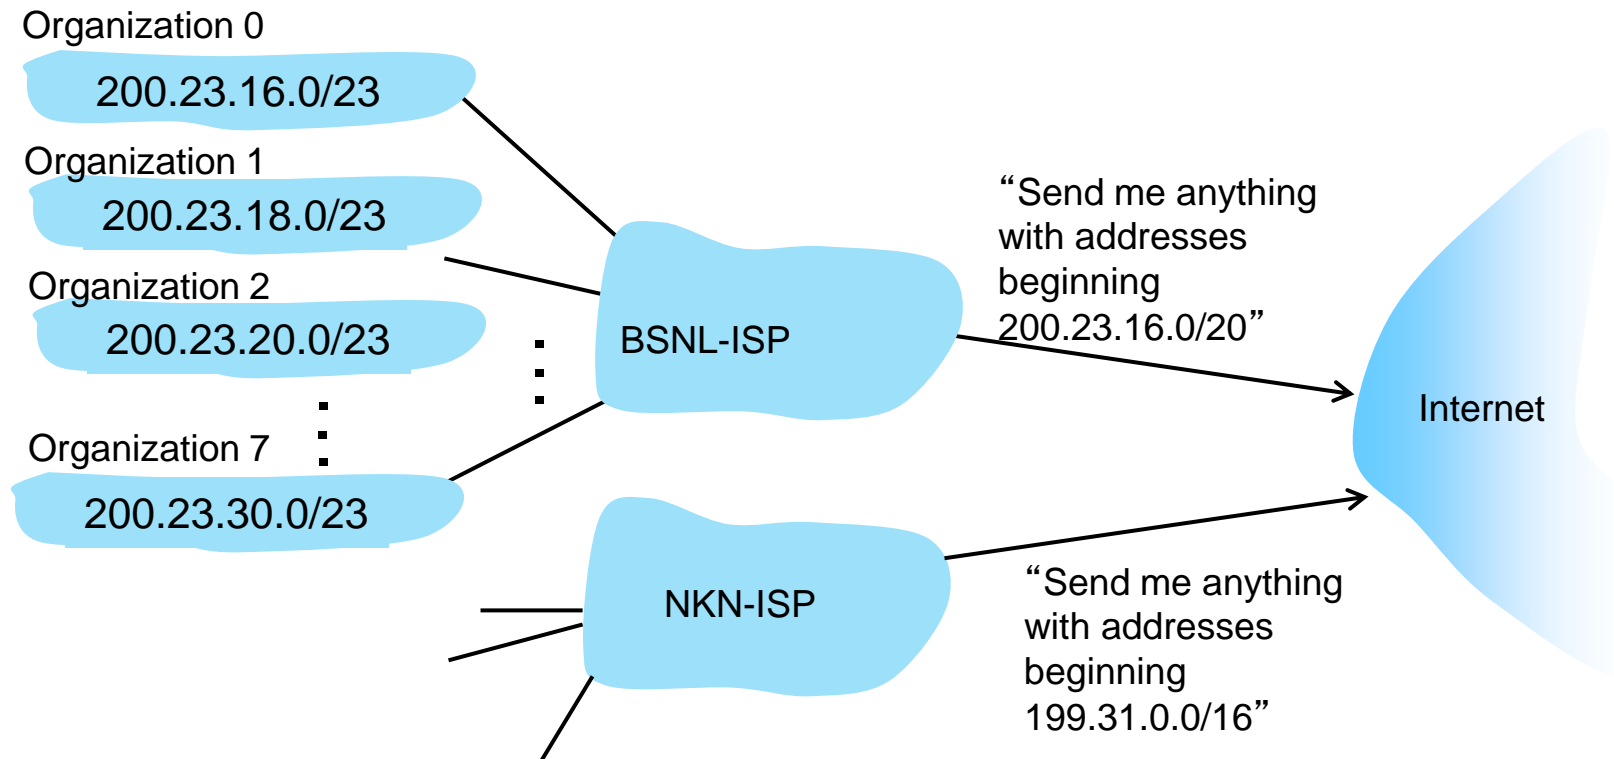 Organization 0
200.23.16.0/23
Organization 1
200.23.18.0/23
Organization 2
200.23.20.0/23
Organization 7
200.23.30.0/23
BSNL-ISP
“Send me anything
with addresses
beginning
200.23.16.0/20”
Internet
NKN-ISP
“Send me anything
with addresses
beginning
199.31.0.0/16”